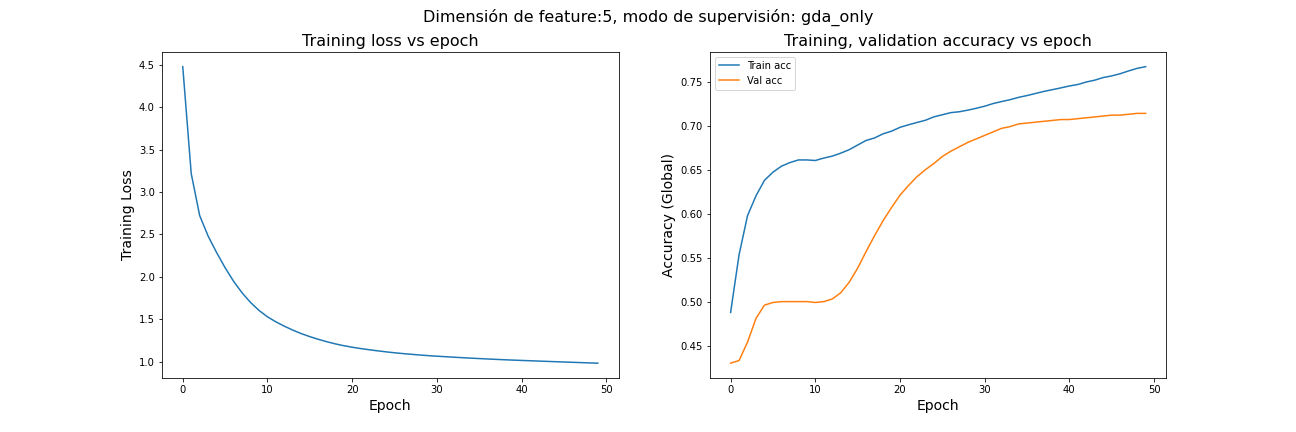 Dimensión de feature:5, modo de supervisión: gda_only
Training loss vs epoch
4.5
4.0
3.5
3.0
2.5
2.0
1.5
1.0
Training Loss
0 10 20 30 40 50
Epoch
Training, validation accuracy vs epoch
Train acc
Val acc
0.75
0.70
0.65
0.60
0.55
0.50
0.45
Accuracy (Global)
0 10 20 30 40 50
Epoch